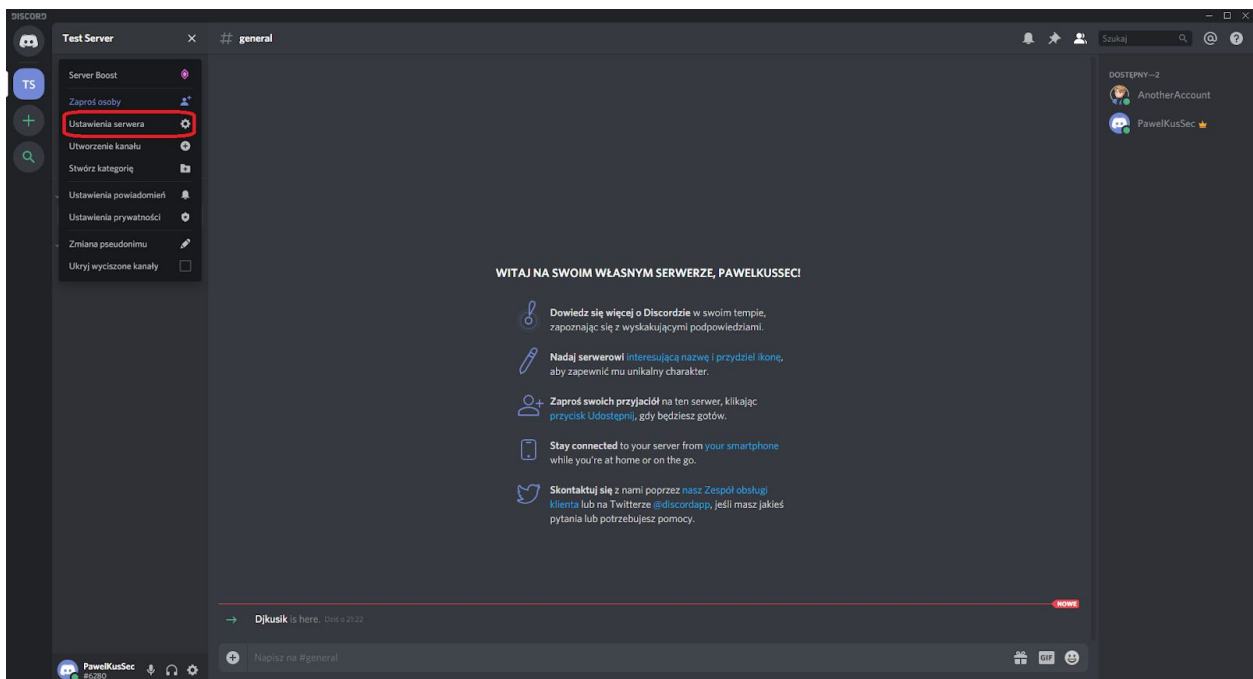 DISCORD
Test Server
# general
Szukaj
TS
Server Boost
Zaproś osoby
Ustawienia serwera
Utworzenie kanału
Stwórz kategorię
Ustawienia powiadomień
Ustawienia prywatności
Zmiana pseudonimu
Ukryj wyciszone kanały
DOSTĘPNY—2
AnotherAccount
PawelKusSec
WITAJ NA SWOIM WŁASNYM SERWERZE, PAWELKUSSEC!
Dowiedz się więcej o Discordzie w swoim tempie,
zapoznając się z wyskakującymi podpowiedziami.
Nadaj serwerowi interesującą nazwę i przydziel ikonę,
aby zapewnić mu unikalny charakter.
Zaproś swoich przyjaciół na ten serwer, klikając
przycisk Udostępnij, gdy będziesz gotów.
Stay connected to your server from your smartphone
while you're at home or on the go.
Skontaktuj się z nami poprzez nasz Zespół obsługi
klienta lub na Twitterze @discordapp, jeśli masz jakieś
pytania lub potrzebujesz pomocy.
NOWE
Djkusik is here. Dziś o 21:22
Napisz na #general
GIF
PawelKusSec
#6280